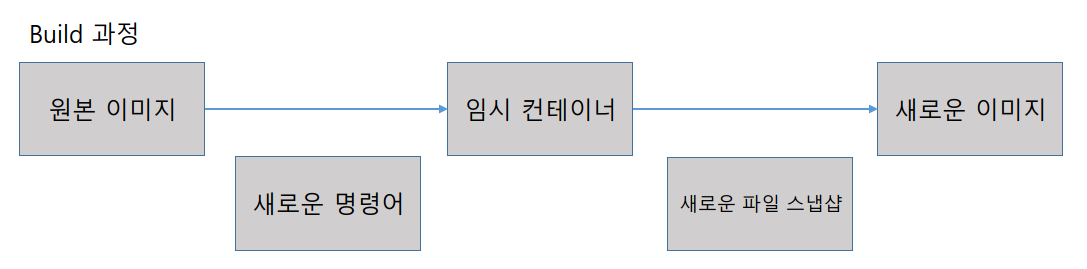 Build 과정
원본 이미지
임시 컨테이너
새로운 이미지
새로운 명령어
새로운 파일 스냅샵